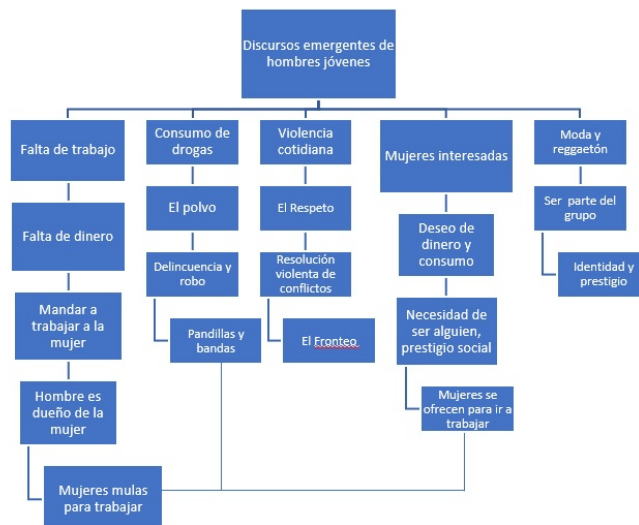 Discursos emergentes de
hombres jóvenes
Falta de trabajo
Falta de dinero
Mandar a
trabajar a la
mujer
Hombre es
dueño de la
mujer
Mujeres mulas
para trabajar
Consumo de
drogas
El polvo
Delincuencia y
robo
Pandillas y
bandas
Violencia
cotidiana
El Respeto
Resolución
violenta de
conflictos
El Fronteo
Mujeres interesadas
Deseo de
dinero y
consumo
Necesidad de
ser alguien,
prestigio social
Mujeres se
ofrecen para ir a
trabajar
Moda y
reggaetón
Ser parte del
grupo
Identidad y
prestigio